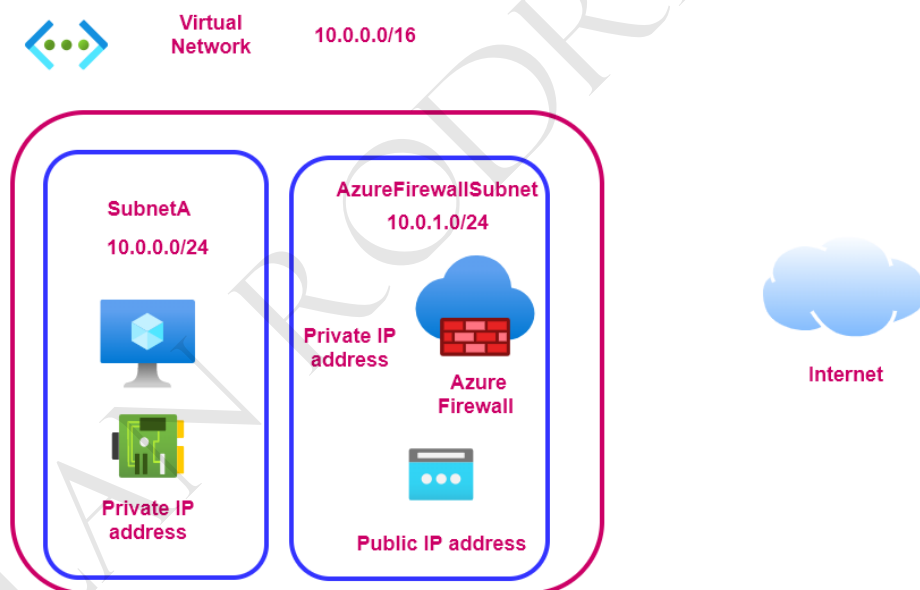 Virtual
Network
10.0.0.0/16
SubnetA
10.0.0.0/24
Private IP
address
AzureFirewallSubnet
10.0.1.0/24
Private IP
address
Azure
Firewall
Public IP address
Internet